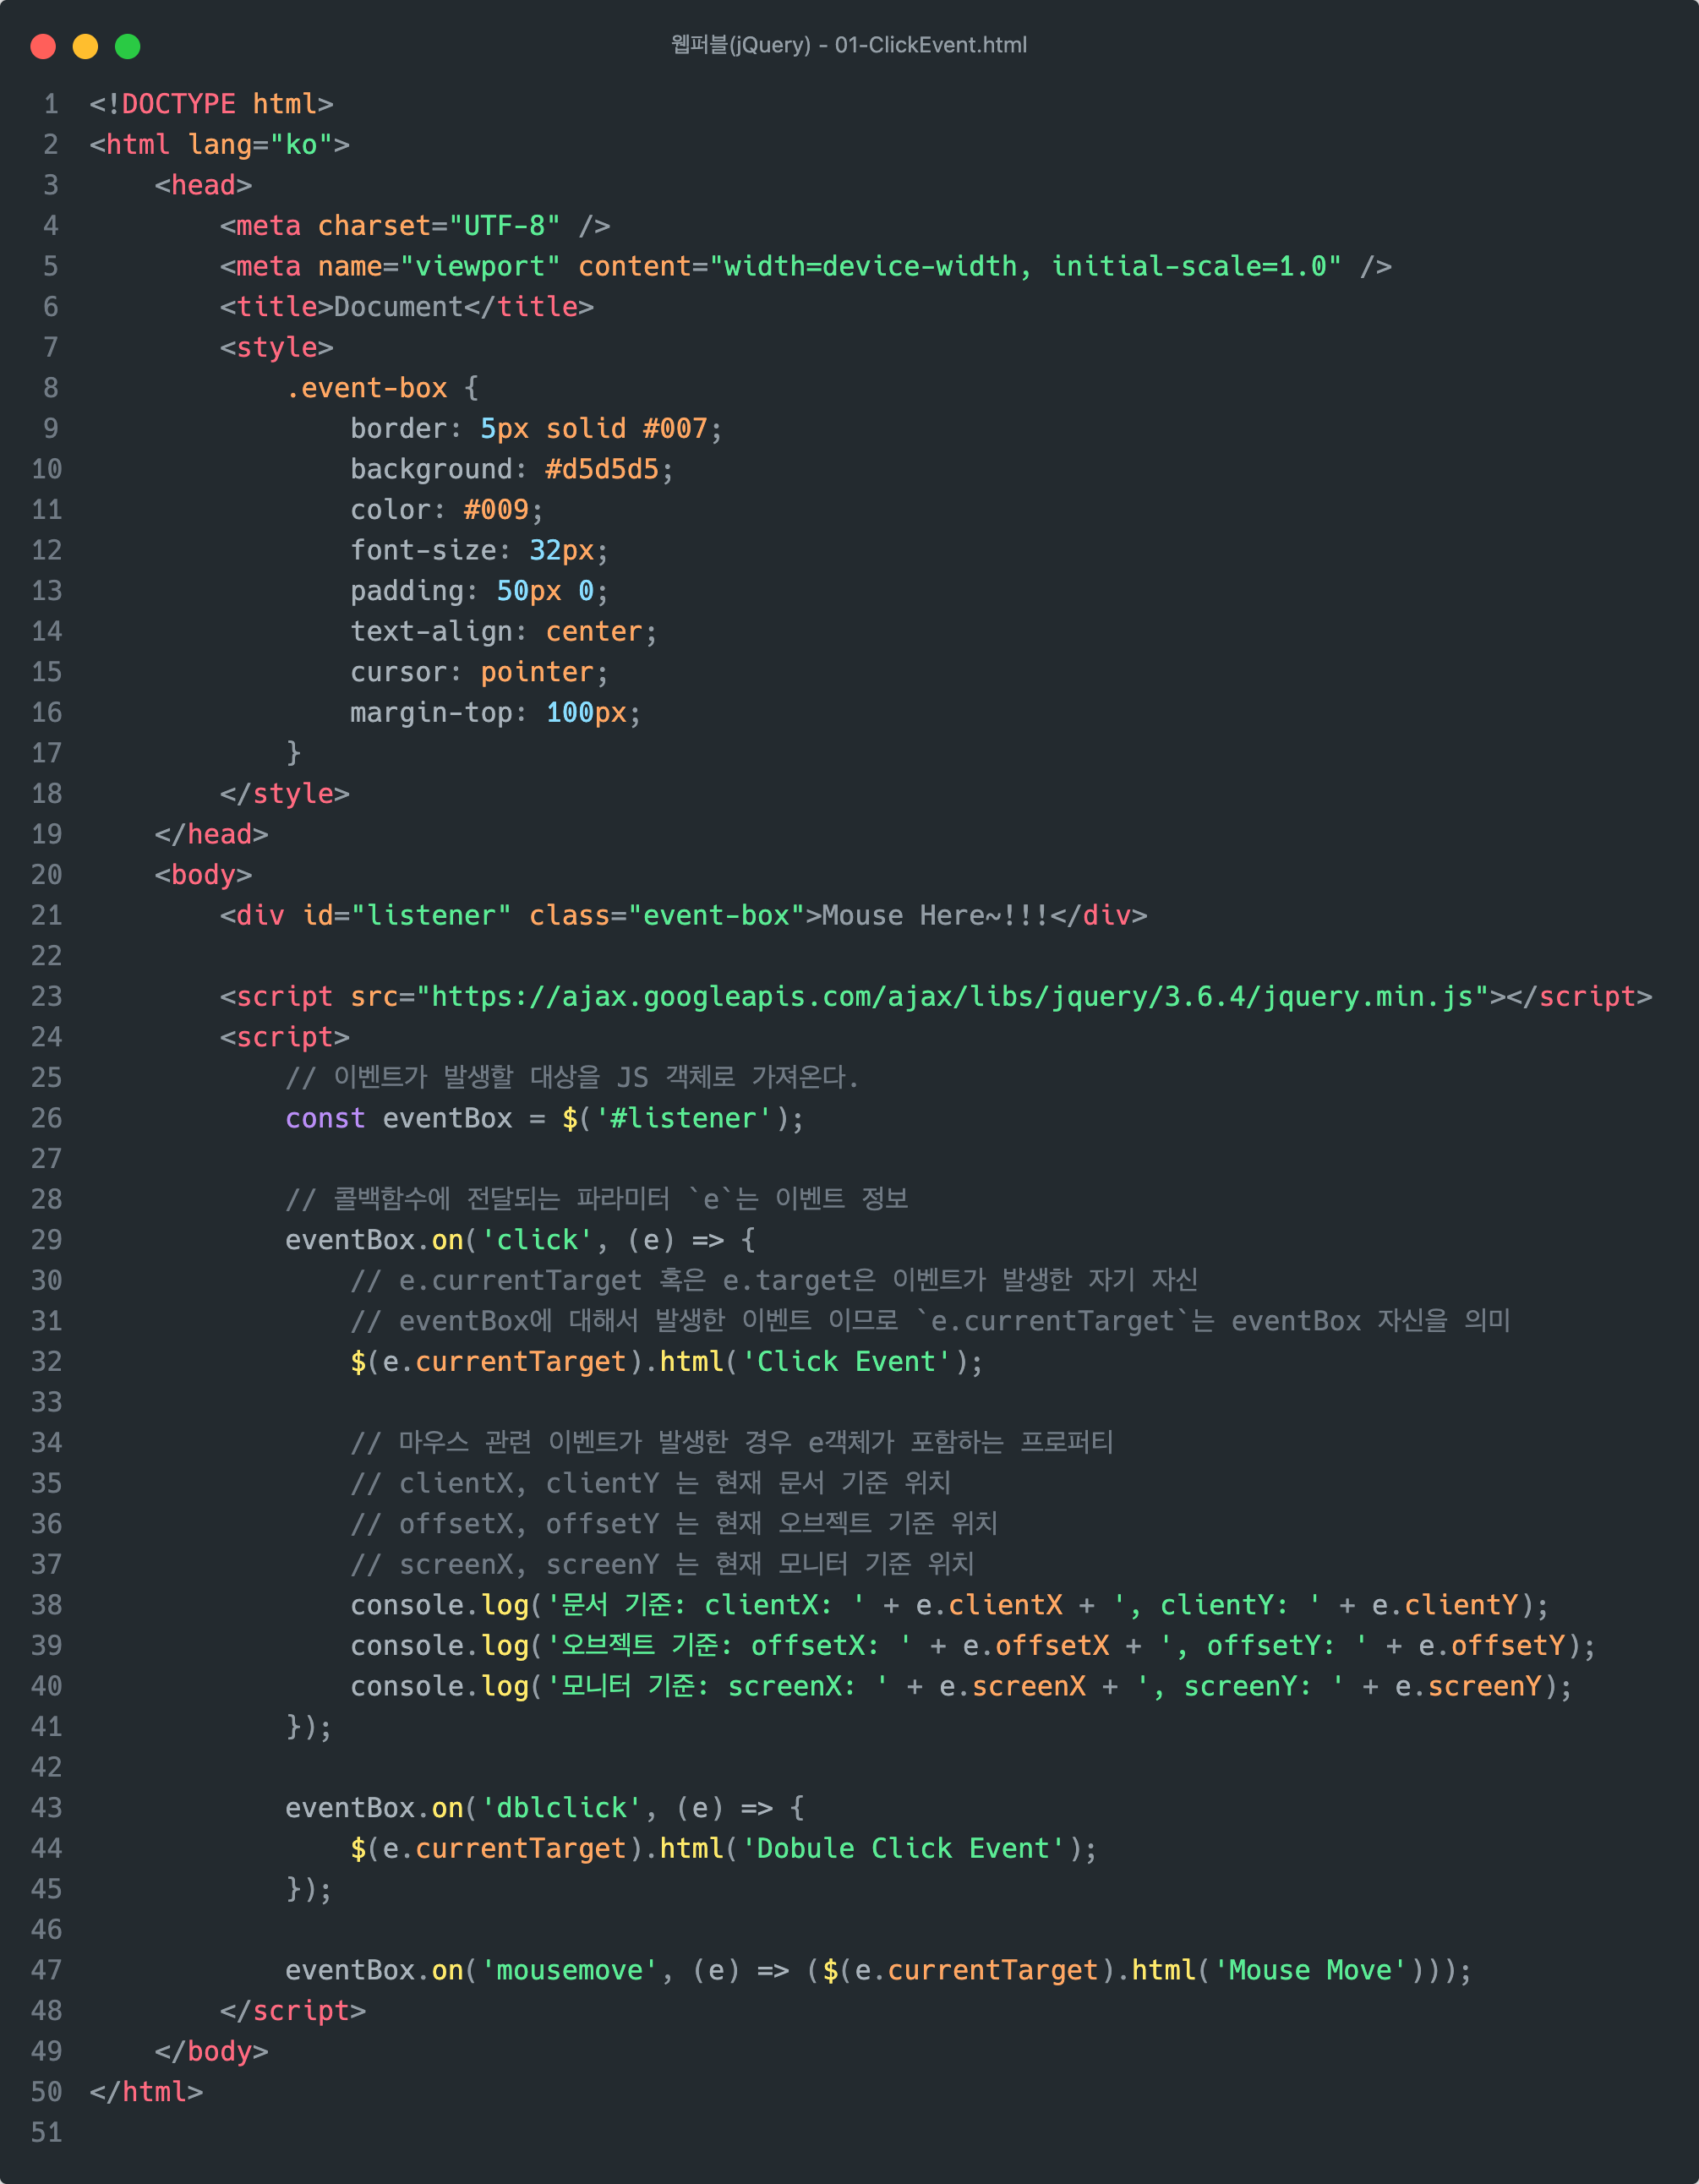 웹퍼블(jQuery) - 01-ClickEvent.html
1 <!DOCTYPE html>
2 <html lang="ko">
3     <head>
4         <meta charset="UTF-8" />
5         <meta name="viewport" content="width=device-width, initial-scale=1.0" />
6         <title>Document</title>
7         <style>
8             .event-box {
9                 border: 5px solid #007;
10                 background: #d5d5d5;
11                 color: #009;
12                 font-size: 32px;
13                 padding: 50px 0;
14                 text-align: center;
15                 cursor: pointer;
16                 margin-top: 100px;
17             }
18         </style>
19     </head>
20     <body>
21         <div id="listener" class="event-box">Mouse Here~!!!</div>
22
23         <script src="https://ajax.googleapis.com/ajax/libs/jquery/3.6.4/jquery.min.js"></script>
24         <script>
25             // 이벤트가 발생할 대상을 JS 객체로 가져온다.
26             const eventBox = $('#listener');
27
28             // 콜백함수에 전달되는 파라미터 `e`는 이벤트 정보
29             eventBox.on('click', (e) => {
30                 // e.currentTarget 혹은 e.target은 이벤트가 발생한 자기 자신
31                 // eventBox에 대해서 발생한 이벤트 이므로 `e.currentTarget`는 eventBox 자신을 의미
32                 $(e.currentTarget).html('Click Event');
33
34                 // 마우스 관련 이벤트가 발생한 경우 e객체가 포함하는 프로퍼티
35                 // clientX, clientY 는 현재 문서 기준 위치
36                 // offsetX, offsetY 는 현재 오브젝트 기준 위치
37                 // screenX, screenY 는 현재 모니터 기준 위치
38                 console.log('문서 기준: clientX: ' + e.clientX + ', clientY: ' + e.clientY);
39                 console.log('오브젝트 기준: offsetX: ' + e.offsetX + ', offsetY: ' + e.offsetY);
40                 console.log('모니터 기준: screenX: ' + e.screenX + ', screenY: ' + e.screenY);
41             });
42
43             eventBox.on('dblclick', (e) => {
44                 $(e.currentTarget).html('Dobule Click Event');
45             });
46
47             eventBox.on('mousemove', (e) => ($(e.currentTarget).html('Mouse Move')));
48         </script>
49     </body>
50 </html>
51